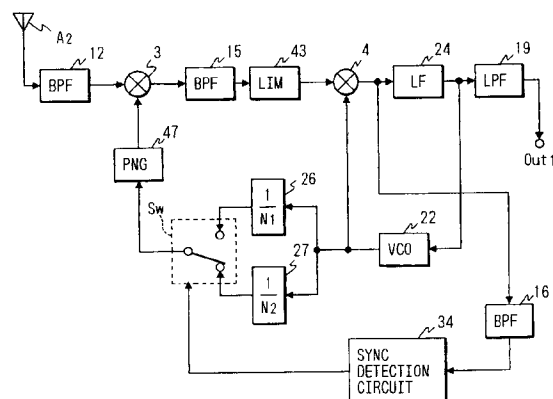 A2
12
3
15
43
4
24
19
BPF
BPF
LIM
LF
LPF
Out1
47
PNG
Sw
26
1
N1
22
VCO
27
1
N2
16
BPF
34
SYNC
DETECTION
CIRCUIT